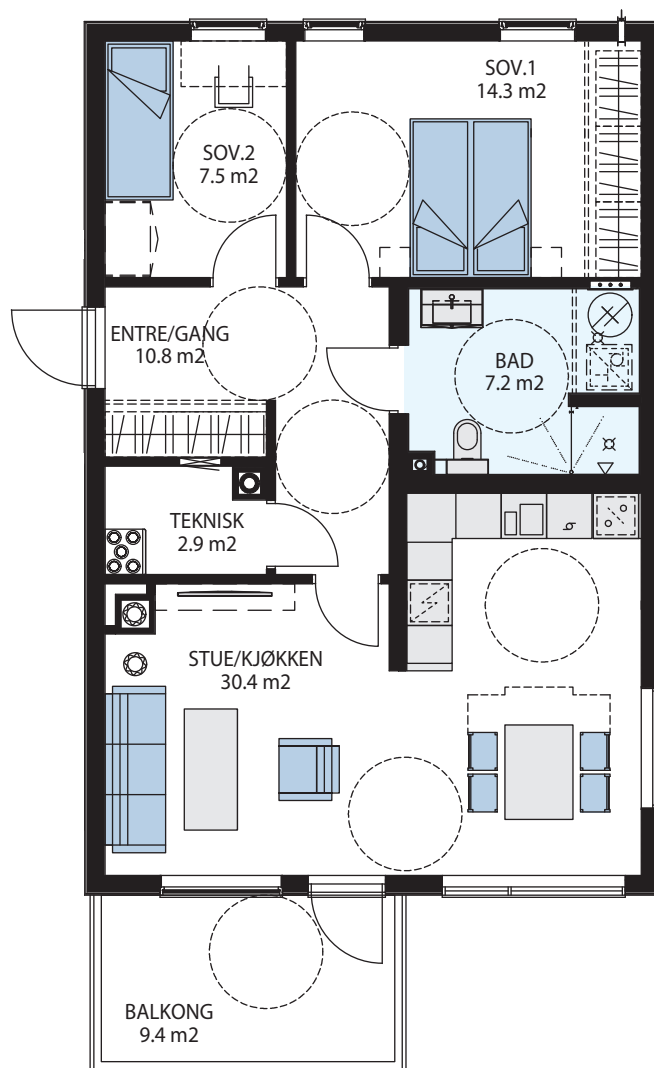 SOV.1
14.3 m2
SOV.2
7.5 m2
ENTRE/GANG
10.8 m2
BAD
7.2 m2
TEKNISK
2.9 m2
STUE/KJØKKEN
30.4 m2
BALKONG
9.4 m2